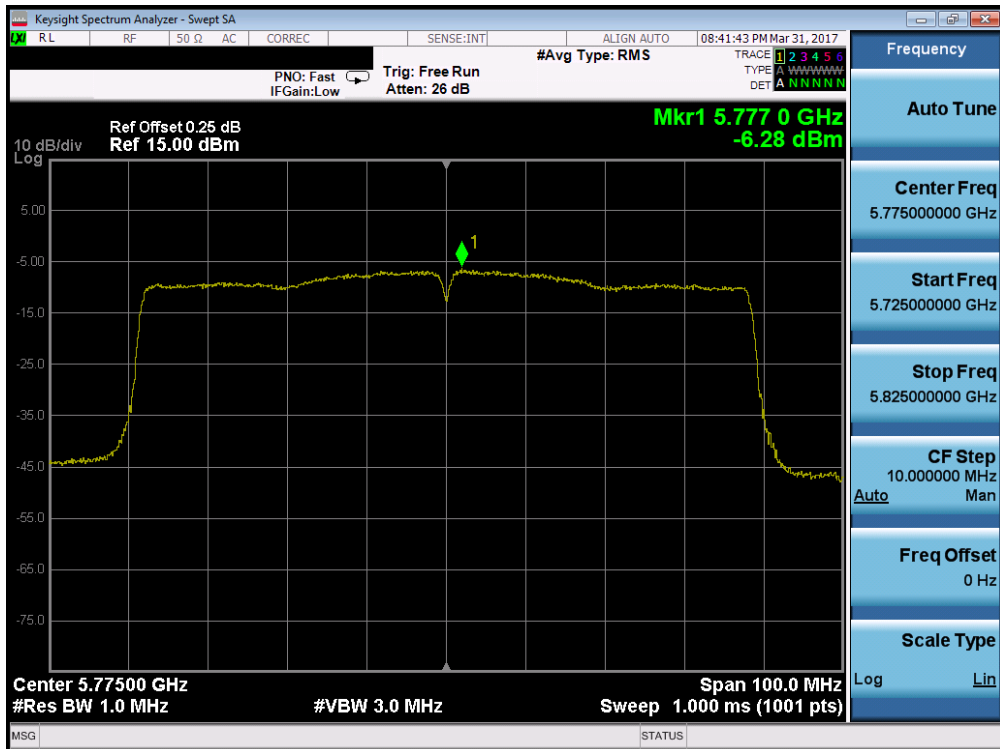 Keysight Spectrum Analyzer - Swept SA
LXI RL RF 50 Ω AC CORREC SENSE:INT ALIGN AUTO 08:41:43 PM Mar 31, 2017
Frequency
#Avg Type: RMS
TRACE 1 2 3 4 5 6
PNO: Fast Trig: Free Run
TYPE A WWWWW
IFGain:Low Atten: 26 dB
DET A N N N N N
Auto Tune
Mkr1 5.777 0 GHz
Ref Offset 0.25 dB
-6.28 dBm
10 dB/div Ref 15.00 dBm
Log
Center Freq
5.775000000 GHz
5.00
1
-5.00
Start Freq
5.725000000 GHz
-15.0
-25.0
Stop Freq
5.825000000 GHz
-35.0
CF Step
10.000000 MHz
-45.0
Auto Man
-55.0
Freq Offset
0 Hz
-65.0
-75.0
Scale Type
Log Lin
Center 5.77500 GHz Span 100.0 MHz
#Res BW 1.0 MHz #VBW 3.0 MHz Sweep 1.000 ms (1001 pts)
MSG STATUS